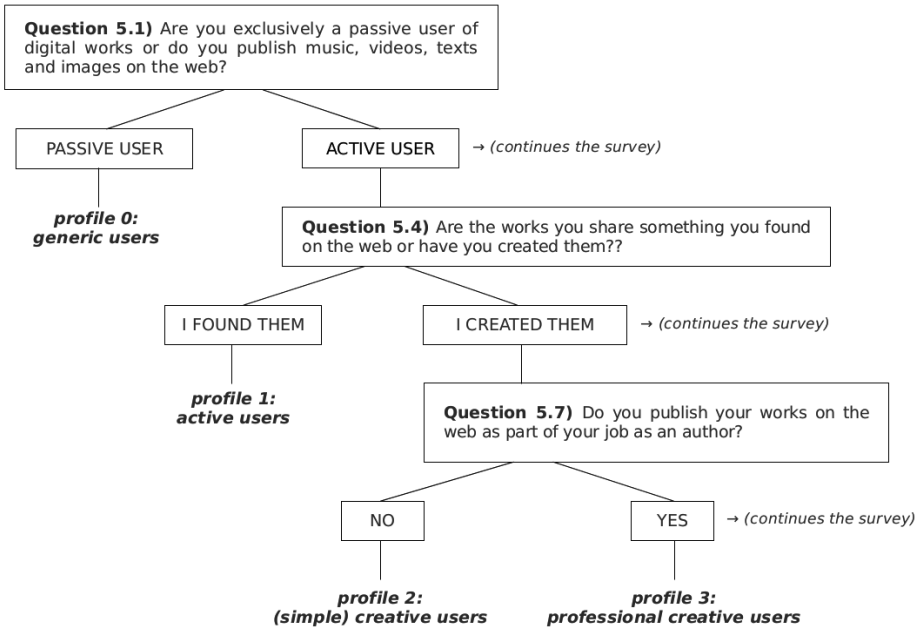 Question 5.1) Are you exclusively a passive user of
digital works or do you publish music, videos, texts
and images on the web?
PASSIVE USER
ACTIVE USER
→ (continues the survey)
profile 0:
generic users
Question 5.4) Are the works you share something you found
on the web or have you created them??
I FOUND THEM
I CREATED THEM
→ (continues the survey)
profile 1:
active users
Question 5.7) Do you publish your works on the
web as part of your job as an author?
NO
YES
→ (continues the survey)
profile 2:
(simple) creative users
profile 3:
professional creative users